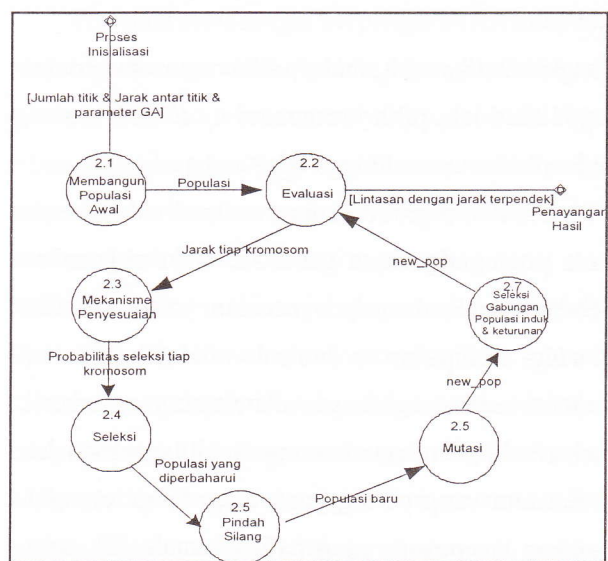 Proses
Inisialisasi
[Jumlah titik & Jarak antar titik &
parameter GA]
2.1
Membangun
Populasi
Awal
Populasi
2.2
Evaluasi
[Lintasan dengan jarak terpendek]
Penayangan
Hasil
Jarak tiap kromosom
new_pop
2.3
Mekanisme
Penyesuaian
2.7
Seleksi
Gabungan
Populasi induk
& keturunan
Probabilitas seleksi tiap
kromosom
new_pop
2.4
Seleksi
2.5
Mutasi
Populasi yang
diperbaharui
Populasi baru
2.5
Pindah
Silang